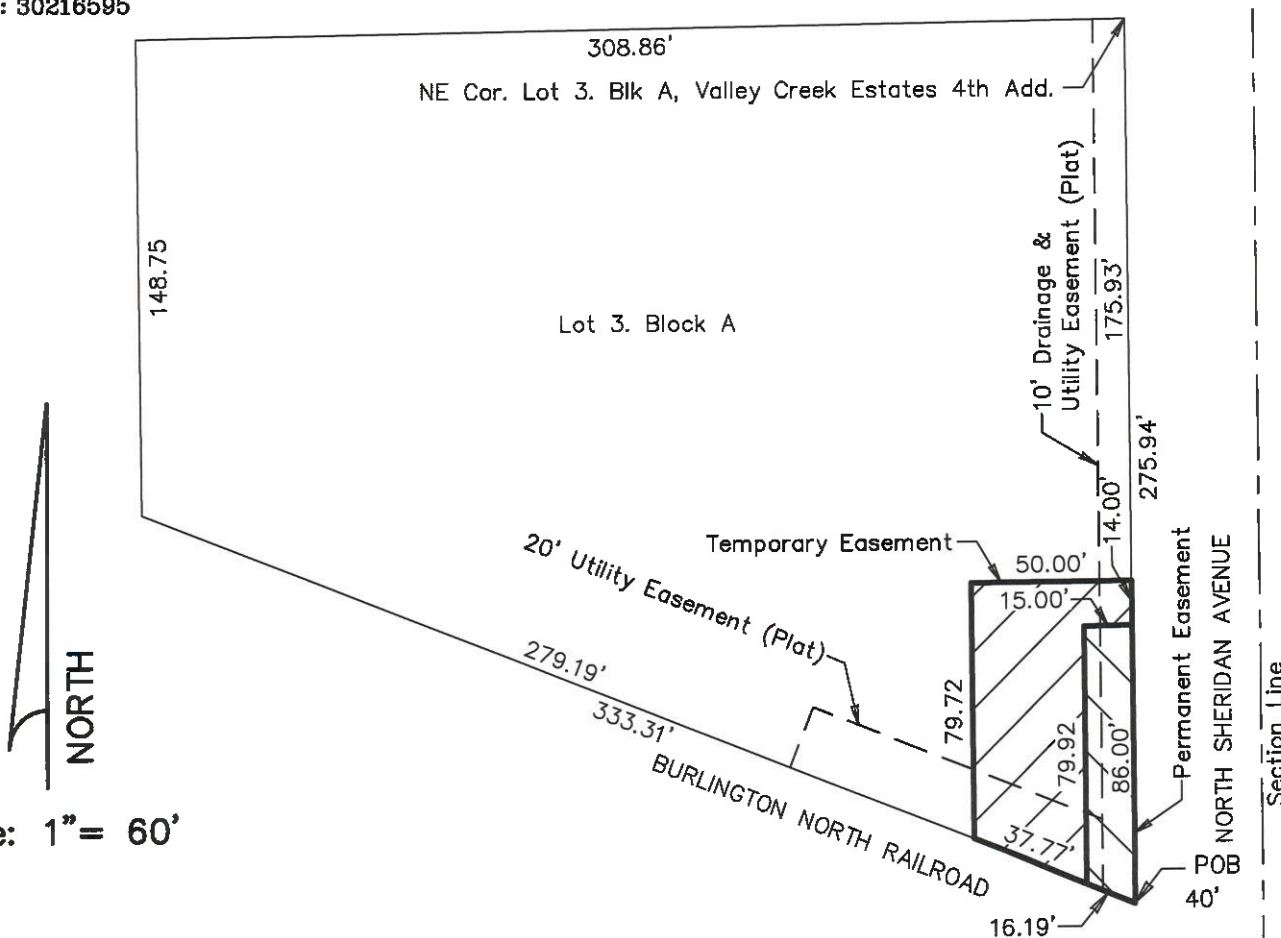 : 30216595
308.86'
NE Cor. Lot 3. Blk A, Valley Creek Estates 4th Add.
148.75
Lot 3. Block A
10' Drainage &
Utility Easement (Plat)
175.93'
275.94'
14.00'
Temporary Easement
50.00'
15.00'
20' Utility Easement (Plat)
279.19'
333.31'
79.72
79.92
86.00'
37.77'
Permanent Easement
NORTH SHERIDAN AVENUE
Section Line
BURLINGTON NORTH RAILROAD
POB
40'
16.19'
NORTH
e: 1"= 60'